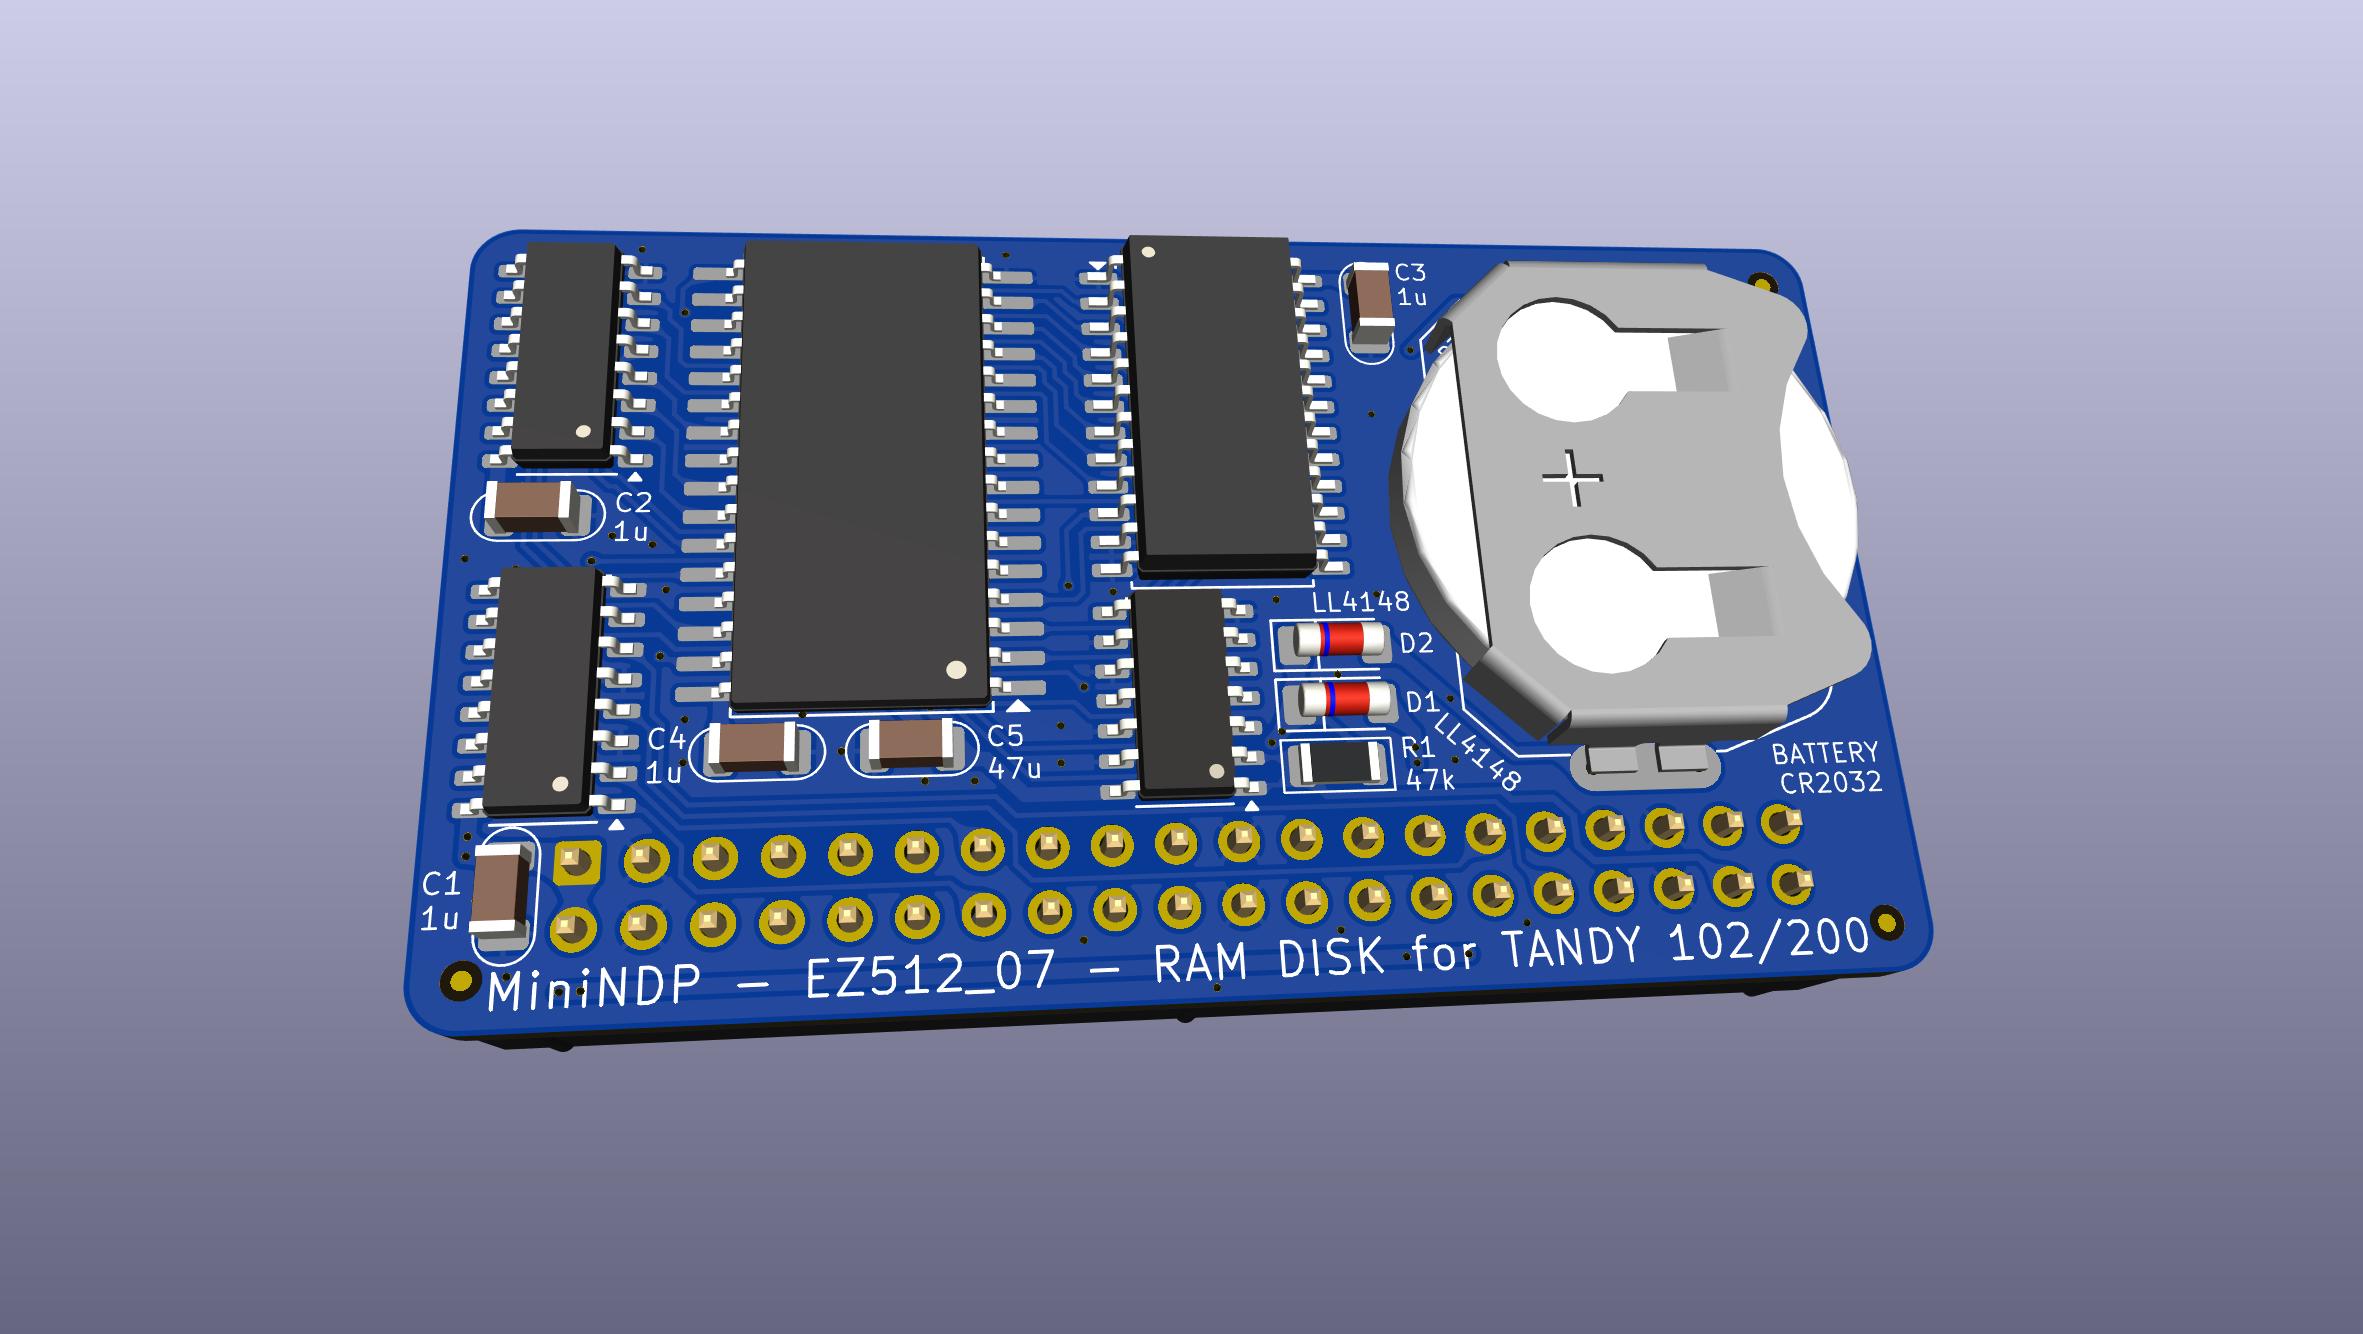 C3
1u
C2
1u
LL4148
D2
D1
LL4148
R1
47k
C4
1u
C5
47u
BATTERY
CR2032
C1
1u
MiniNDP - EZ512_07 - RAM DISK for TANDY 102/200